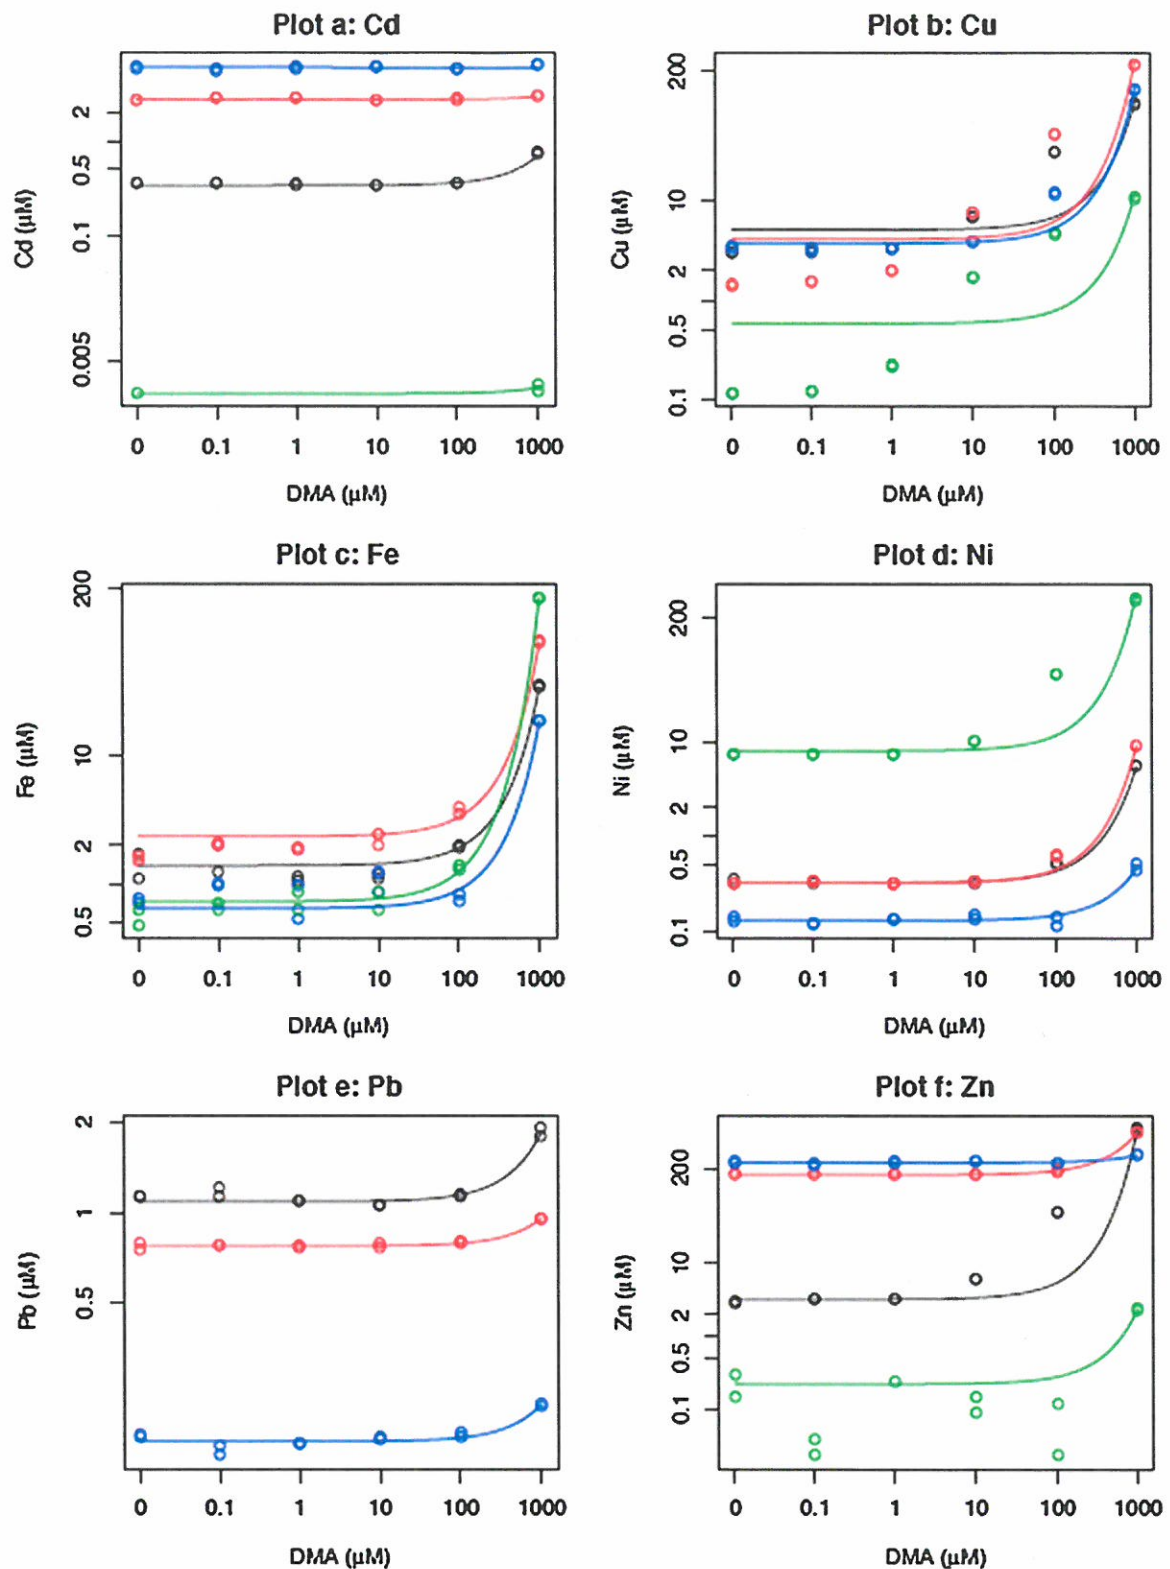 Plot a: Cd
Cd (µM)
2
0.5
0.1
0.005
0 0.1 1 10 100 1000
DMA (µM)
Plot b: Cu
Cu (µM)
200
10
2
0.5
0.1
0 0.1 1 10 100 1000
DMA (µM)
Plot c: Fe
Fe (µM)
200
10
2
0.5
0 0.1 1 10 100 1000
DMA (µM)
Plot d: Ni
Ni (µM)
200
10
2
0.5
0.1
0 0.1 1 10 100 1000
DMA (µM)
Plot e: Pb
Pb (µM)
2
1
0.5
0 0.1 1 10 100 1000
DMA (µM)
Plot f: Zn
Zn (µM)
200
10
2
0.5
0.1
0 0.1 1 10 100 1000
DMA (µM)